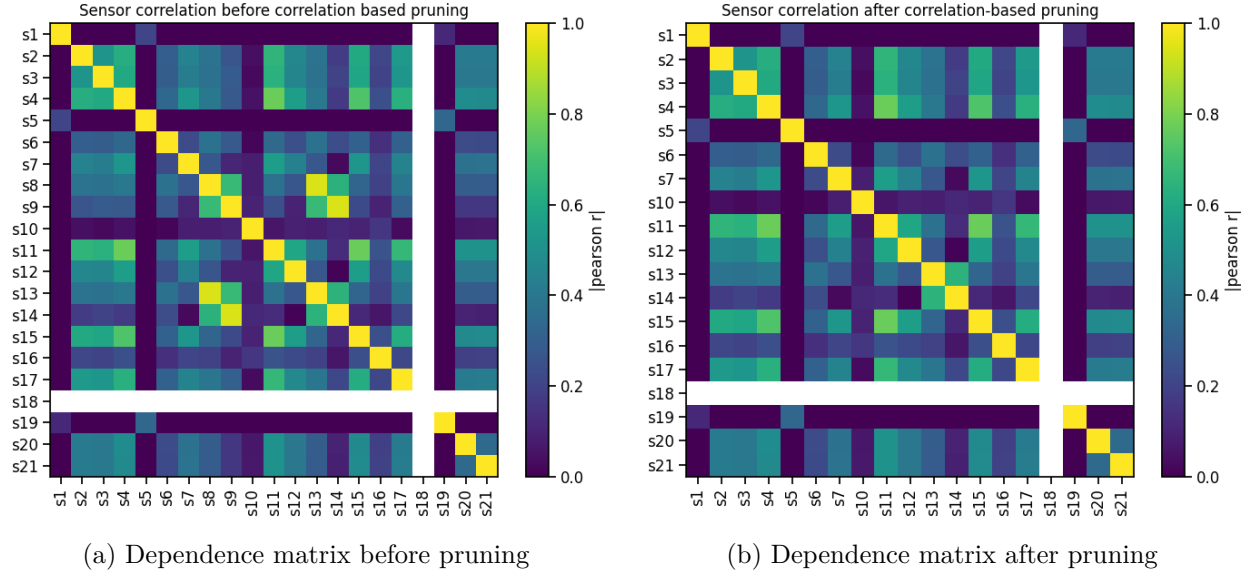 Sensor correlation before correlation based pruning
s1
s2
s3
s4
s5
s6
s7
s8
s9
s10
s11
s12
s13
s14
s15
s16
s17
s18
s19
s20
s21
s1 s2 s3 s4 s5 s6 s7 s8 s9 s10 s11 s12 s13 s14 s15 s16 s17 s18 s19 s20 s21
1.0
0.8
0.6
0.4
0.2
0.0
|pearson r|
(a) Dependence matrix before pruning
Sensor correlation after correlation-based pruning
s1
s2
s3
s4
s5
s6
s7
s10
s11
s12
s13
s14
s15
s16
s17
s18
s19
s20
s21
s1 s2 s3 s4 s5 s6 s7 s10 s11 s12 s13 s14 s15 s16 s17 s18 s19 s20 s21
1.0
0.8
0.6
0.4
0.2
0.0
|pearson r|
(b) Dependence matrix after pruning